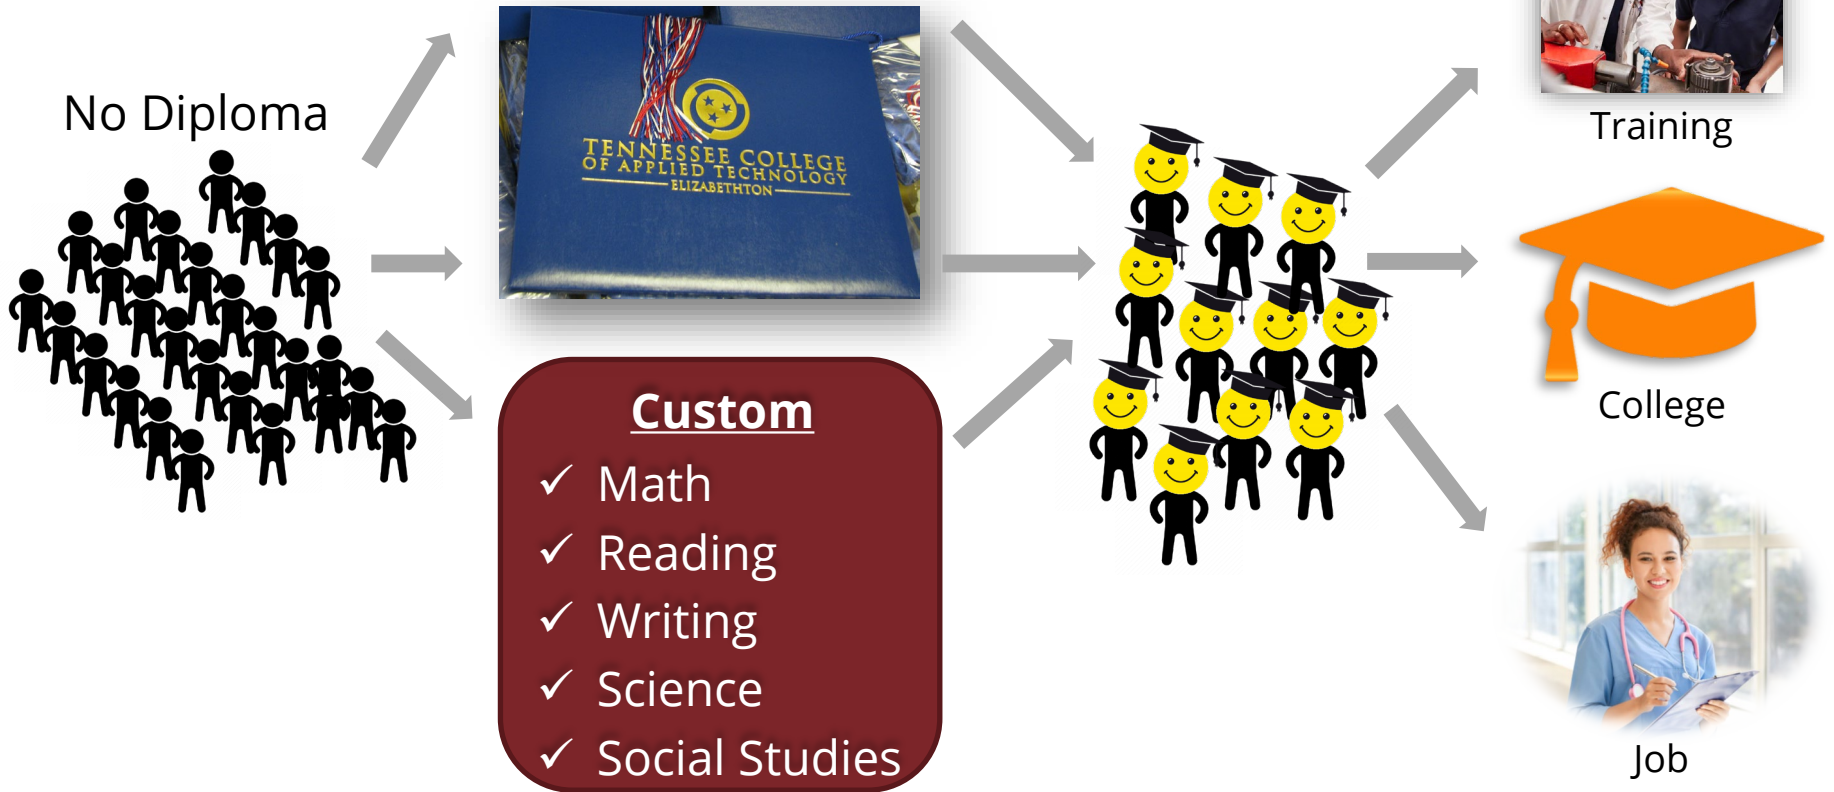 No Diploma
TENNESSEE COLLEGE
OF APPLIED TECHNOLOGY
ELIZABETHTON
Custom
✓ Math
✓ Reading
✓ Writing
✓ Science
✓ Social Studies
Training
College
Job